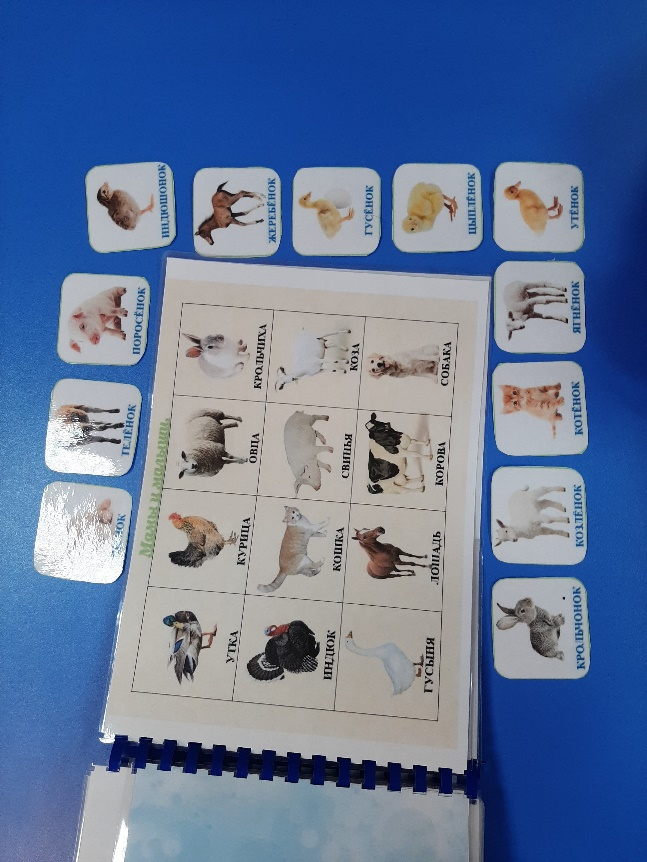 ТЕЛЁНОК
ПОРОСЁНОК
ИНДЮШОНОК
Мамы и малыши.
УТКА
КУРИЦА
ОВЦА
КРОЛЬЧИХА
ИНДЮК
КОШКА
СВИНЬЯ
КОЗА
ГУСЫНЯ
ЛОШАДЬ
КОРОВА
СОБАКА
ЖЕРЕБЁНОК
ГУСЁНОК
ЦЫПЛЁНОК
УТЁНОК
КРОЛЬЧОНОК
КОЗЛЁНОК
КОТЁНОК
ЯГНЁНОК